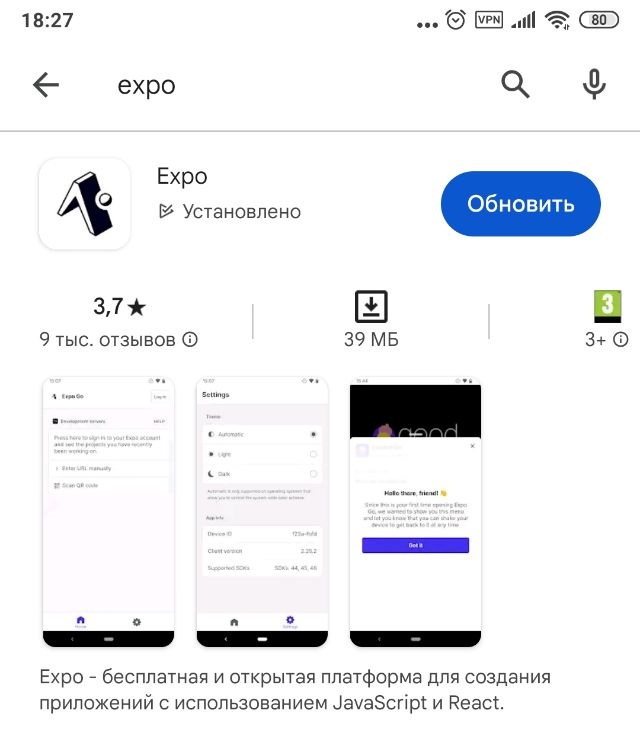 18:27
VPN
80
expo
Expo
Установлено
Обновить
3,7★
9 тыс. отзывов
39 МБ
3
3+
Expo Go
Log in
Development servers
HELP
Press here to sign in to your Expo account
and see the projects you have recently
been working on.
Enter URL manually
Scan QR code
Home
Settings
Theme
Automatic
Light
Dark
Automatic is only supported on operating systems that
allow you to control the system-wide color scheme.
App Info
Device ID
Client version
2.25.2
Supported SDKs
SDKs: 44, 45, 46
Settings
good
Hello there, friend! 👋
Since this is your first time opening Expo
Go, we wanted to show you this menu
and let you know that you can shake your
device to get back to it at any time.
Got it
Expo - бесплатная и открытая платформа для создания
приложений с использованием JavaScript и React.